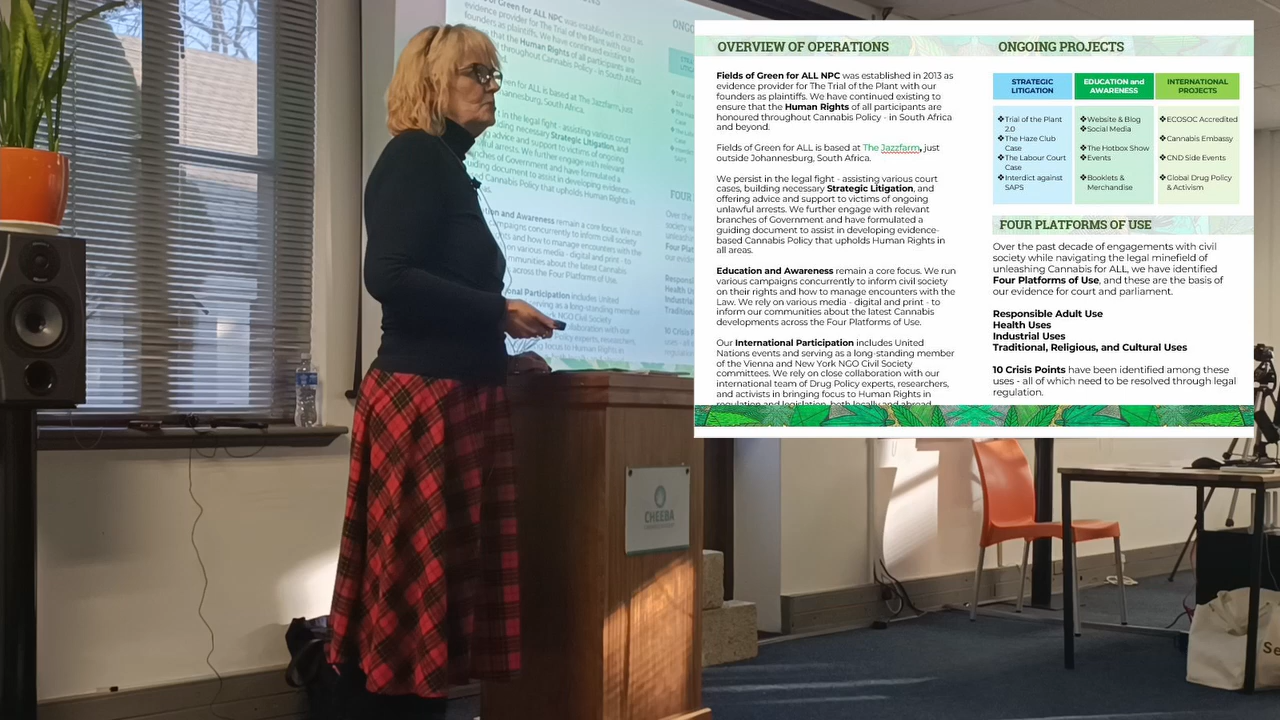 OVERVIEW OF OPERATIONS
Fields of Green for ALL NPC was established in 2013 as
evidence provider for The Trial of the Plant with our
founders as plaintiffs. We have continued existing to
ensure that the Human Rights of all participants are
honoured throughout Cannabis Policy - in South Africa
and beyond.
Fields of Green for ALL is based at The Jazzfarm, just
outside Johannesburg, South Africa.
We persist in the legal fight - assisting various court
cases, building necessary Strategic Litigation, and
offering advice and support to victims of ongoing
unlawful arrests. We further engage with relevant
branches of Government and have formulated a
guiding document to assist in developing evidence-
based Cannabis Policy that upholds Human Rights in
all areas.
Education and Awareness remain a core focus. We run
various campaigns concurrently to inform civil society
on their rights and how to manage encounters with the
Law. We rely on various media - digital and print - to
inform our communities about the latest Cannabis
developments across the Four Platforms of Use.
Our International Participation includes United
Nations events and serving as a long-standing member
of the Vienna and New York NGO Civil Society
committees. We rely on close collaboration with our
international team of Drug Policy experts, researchers,
and activists in bringing focus to Human Rights in
regulation and legislation, both locally and abroad.
ONGOING PROJECTS
STRATEGIC
LITIGATION
❖Trial of the Plant
2.0
❖The Haze Club
Case
❖The Labour Court
Case
❖Interdict against
SAPS
EDUCATION and
AWARENESS
❖Website & Blog
❖Social Media
❖The Hotbox Show
❖Events
❖Booklets &
Merchandise
INTERNATIONAL
PROJECTS
❖ECOSOC Accredited
❖Cannabis Embassy
❖CND Side Events
❖Global Drug Policy
& Activism
FOUR PLATFORMS OF USE
Over the past decade of engagements with civil
society while navigating the legal minefield of
unleashing Cannabis for ALL, we have identified
Four Platforms of Use, and these are the basis of
our evidence for court and parliament.
Responsible Adult Use
Health Uses
Industrial Uses
Traditional, Religious, and Cultural Uses
10 Crisis Points have been identified among these
uses - all of which need to be resolved through legal
regulation.
CHEEBA